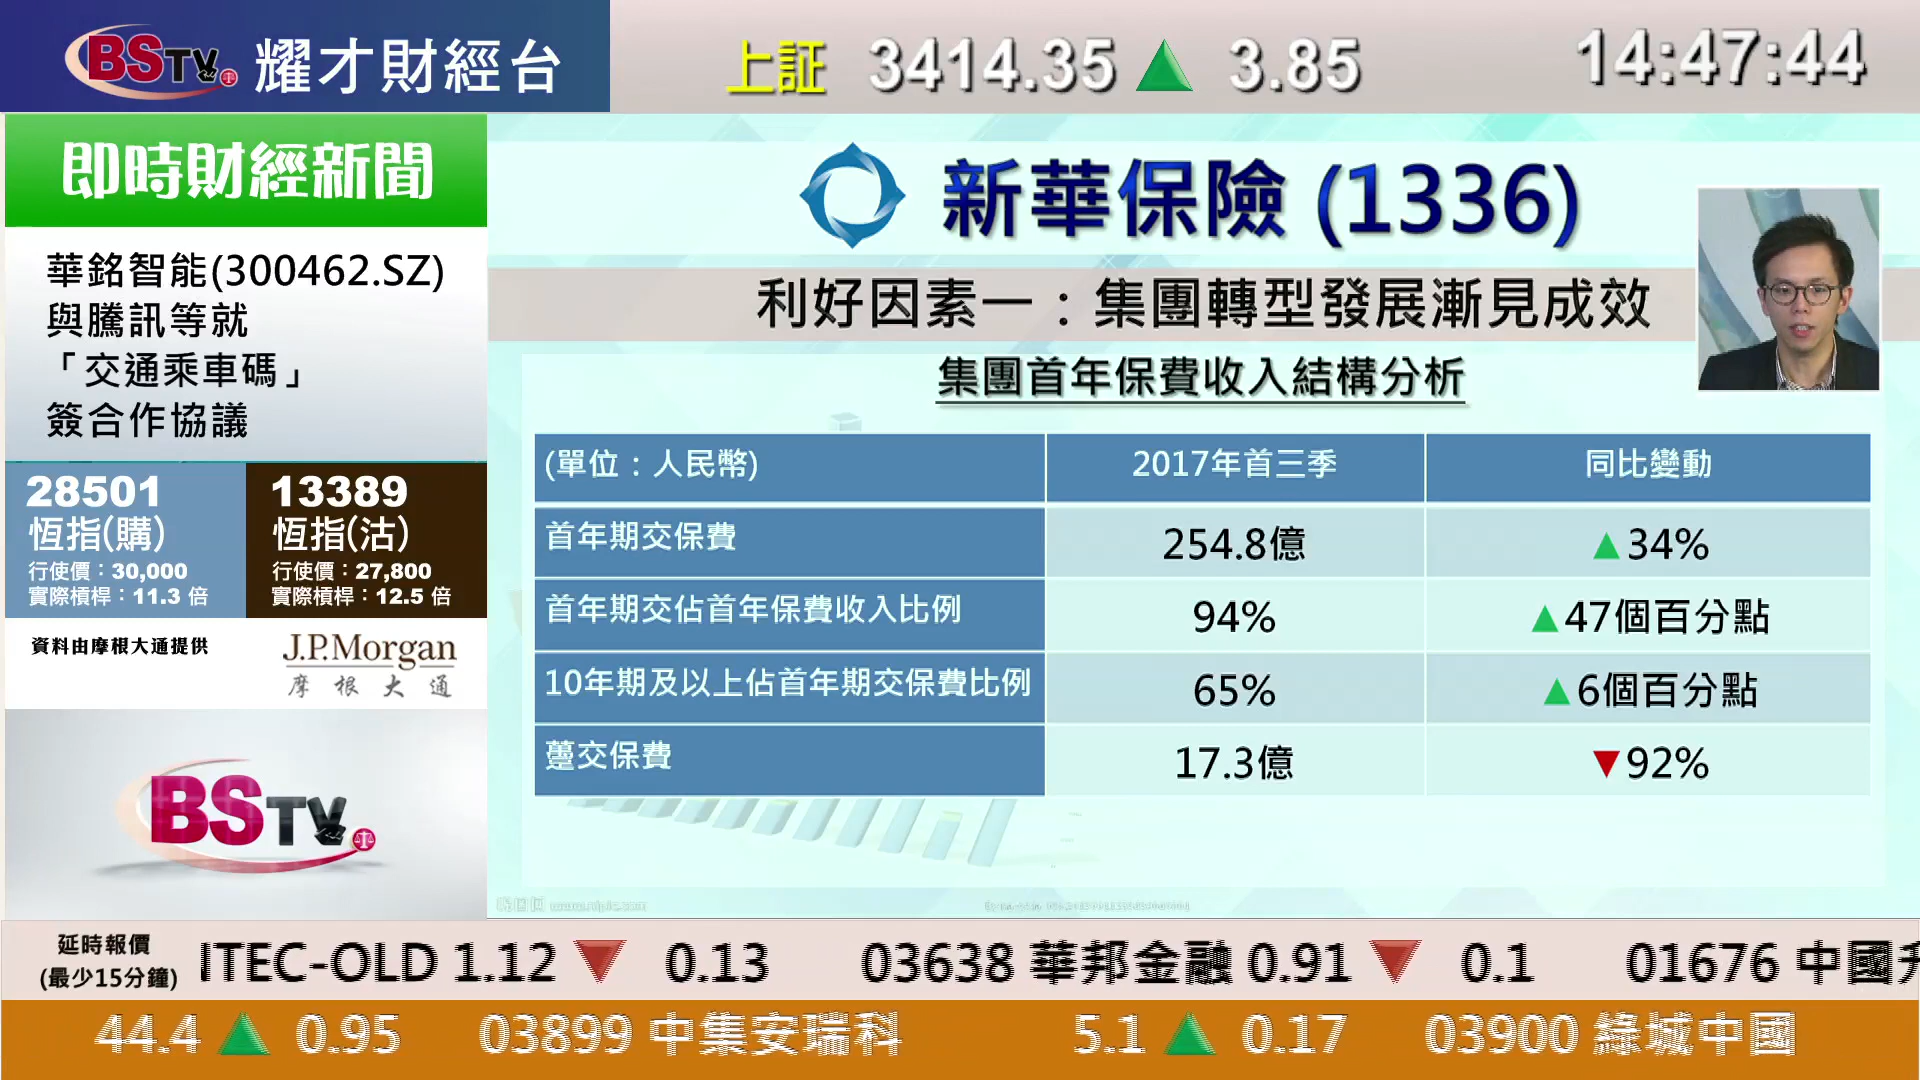 BSTV 耀才財經台
上証 3414.35 ▲ 3.85
14:47:44
即時財經新聞
華銘智能(300462.SZ)
與騰訊等就
「交通乘車碼」
簽合作協議
28501
恆指(購)
行使價：30,000
實際槓桿：11.3 倍
13389
恆指(沽)
行使價：27,800
實際槓桿：12.5 倍
資料由摩根大通提供
J.P.Morgan
摩根大通
BSTV
新華保險 (1336)
利好因素一：集團轉型發展漸見成效
集團首年保費收入結構分析
(單位：人民幣) 2017年首三季 同比變動
首年期交保費 254.8億 ▲34%
首年期交佔首年保費收入比例 94% ▲47個百分點
10年期及以上佔首年期交保費比例 65% ▲6個百分點
躉交保費 17.3億 ▼92%
延時報價
(最少15分鐘)
ITEC-OLD 1.12 ▼ 0.13 03638 華邦金融 0.91 ▼ 0.1 01676 中國升
44.4 ▲ 0.95 03899 中集安瑞科 5.1 ▲ 0.17 03900 綠城中國